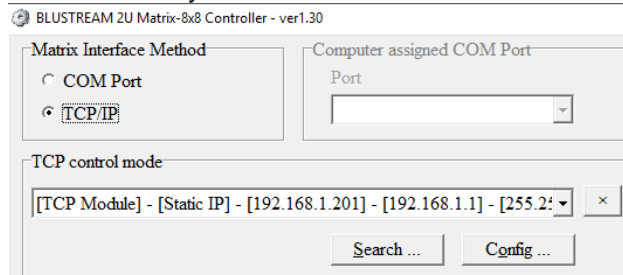 BLUSTREAM 2U Matrix-8x8 Controller - ver1.30
Matrix Interface Method
Computer assigned COM Port
COM Port
Port
TCP/IP
TCP control mode
[TCP Module] - [Static IP] - [192.168.1.201] - [192.168.1.1] - [255.25
×
Search ...
Config ...